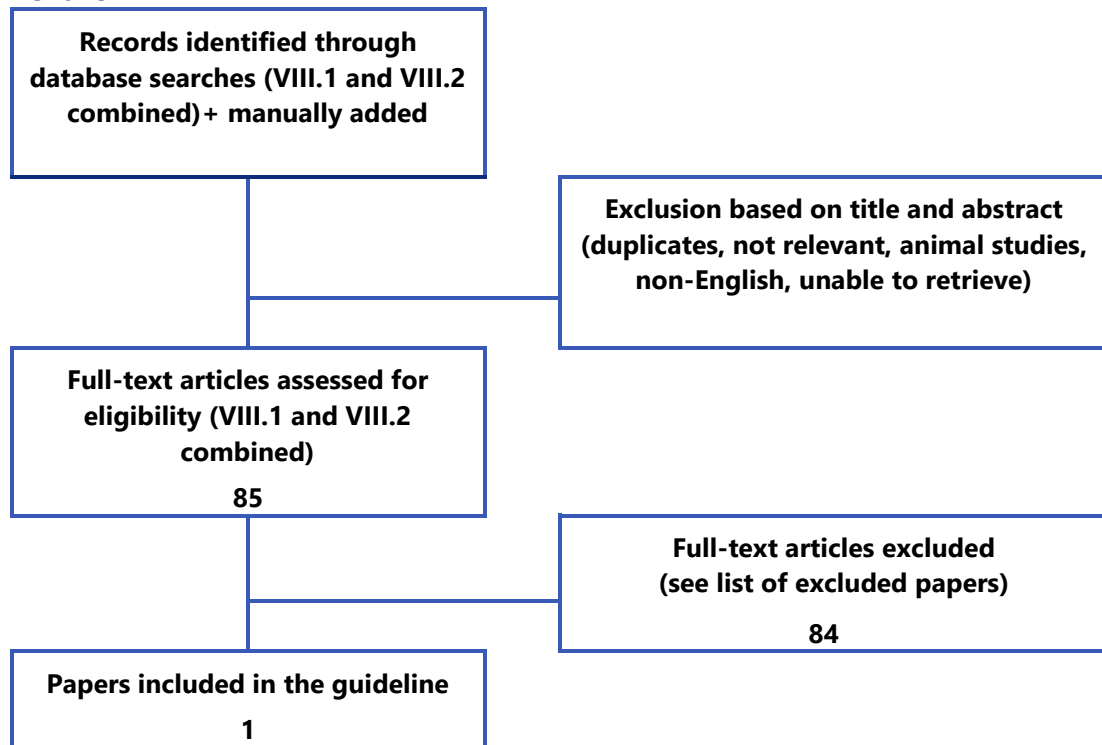 Records identified through
database searches (VIII.1 and VIII.2
combined)+ manually added
Exclusion based on title and abstract
(duplicates, not relevant, animal studies,
non-English, unable to retrieve)
Full-text articles assessed for
eligibility (VIII.1 and VIII.2
combined)
85
Full-text articles excluded
(see list of excluded papers)
84
Papers included in the guideline
1